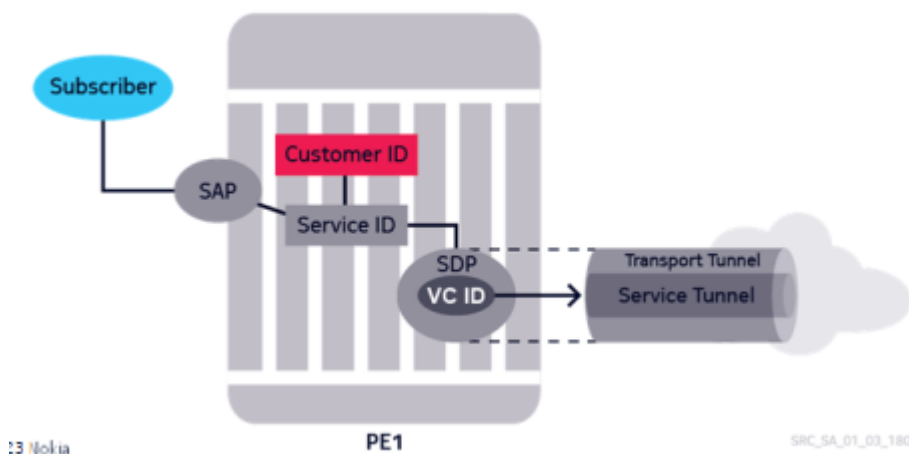 Subscriber
Customer ID
SAP
Service ID
SDP
VC ID
Transport Tunnel
Service Tunnel
PE1
23 Nokia
SRC_SA_01_03_180